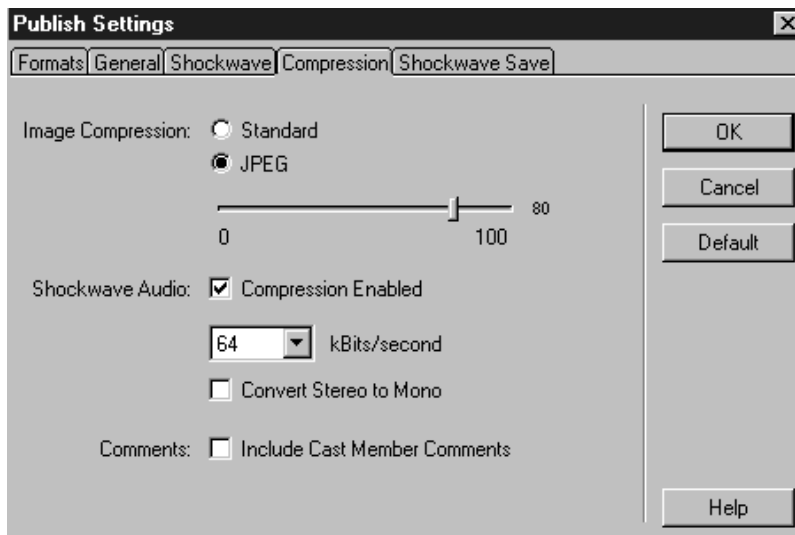 Publish Settings
Formats General Shockwave Compression Shockwave Save
Image Compression: Standard
JPEG
80
0 100
Shockwave Audio: Compression Enabled
64 kBits/second
Convert Stereo to Mono
Comments: Include Cast Member Comments
OK
Cancel
Default
Help